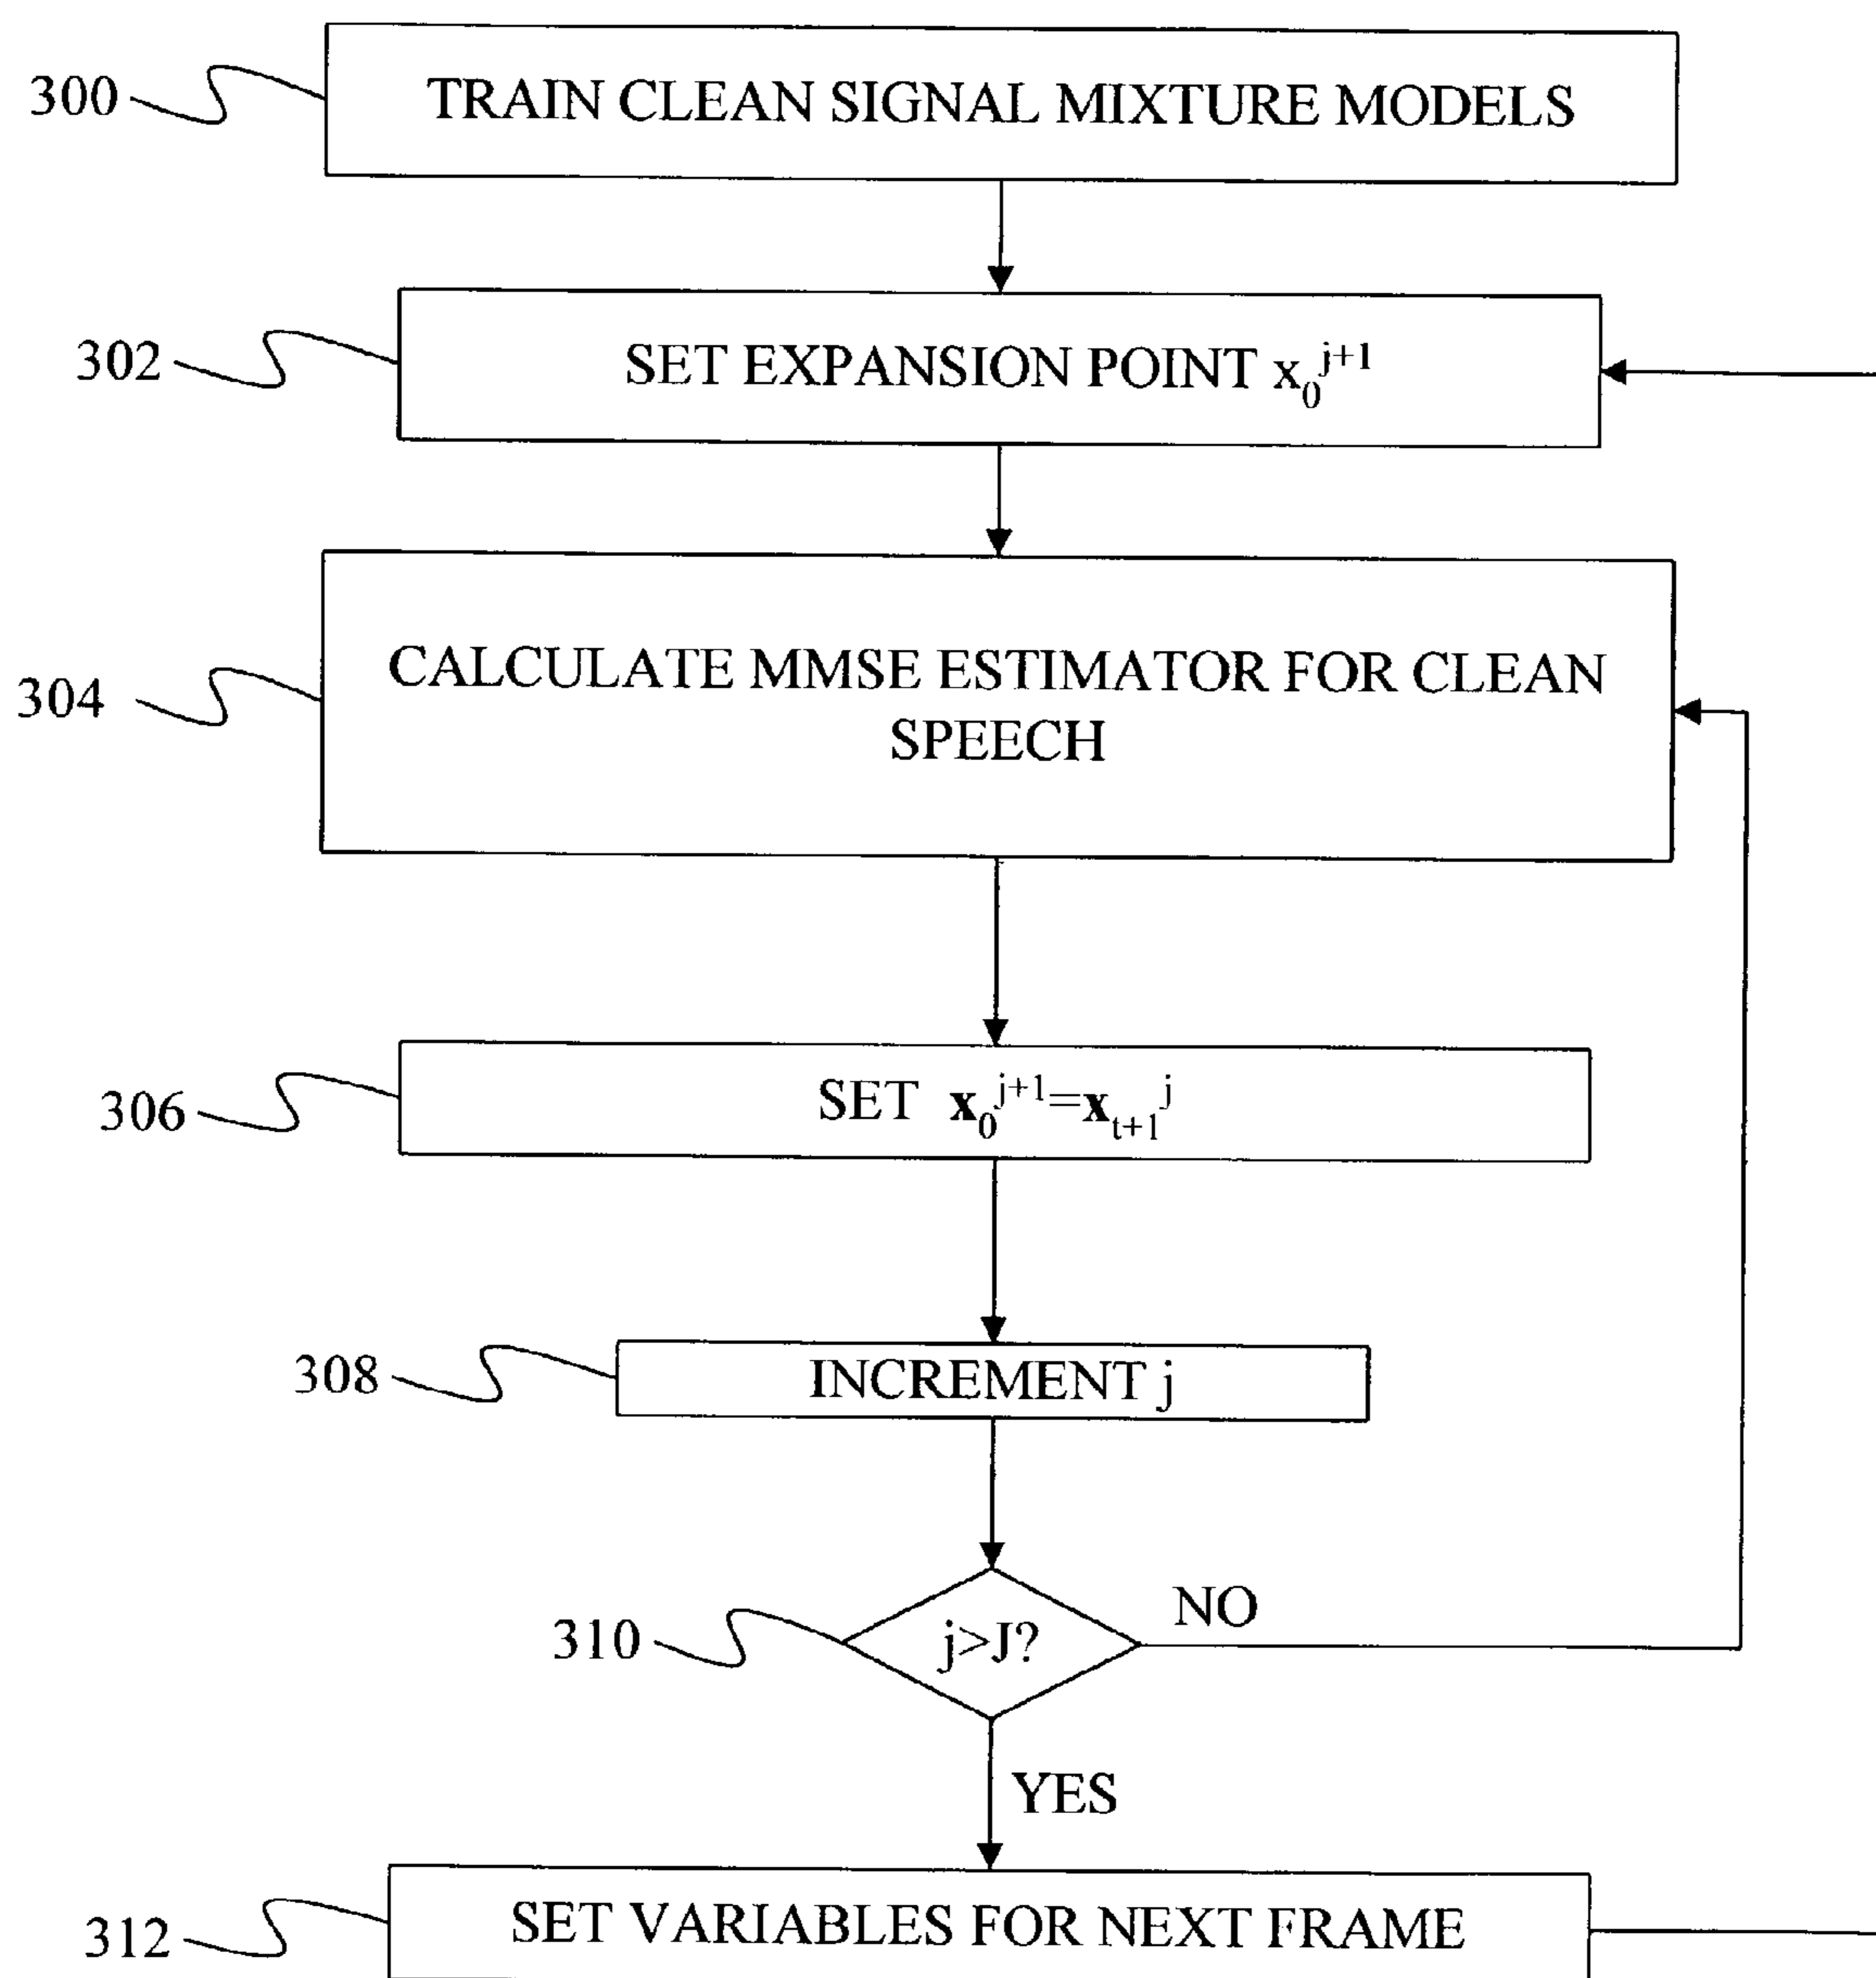 300 TRAIN CLEAN SIGNAL MIXTURE MODELS
302 SET EXPANSION POINT x₀ʲ⁺¹
304 CALCULATE MMSE ESTIMATOR FOR CLEAN
SPEECH
306 SET x₀ʲ⁺¹=xₜ₊₁ʲ
308 INCREMENT j
310 j>J? NO
YES
312 SET VARIABLES FOR NEXT FRAME